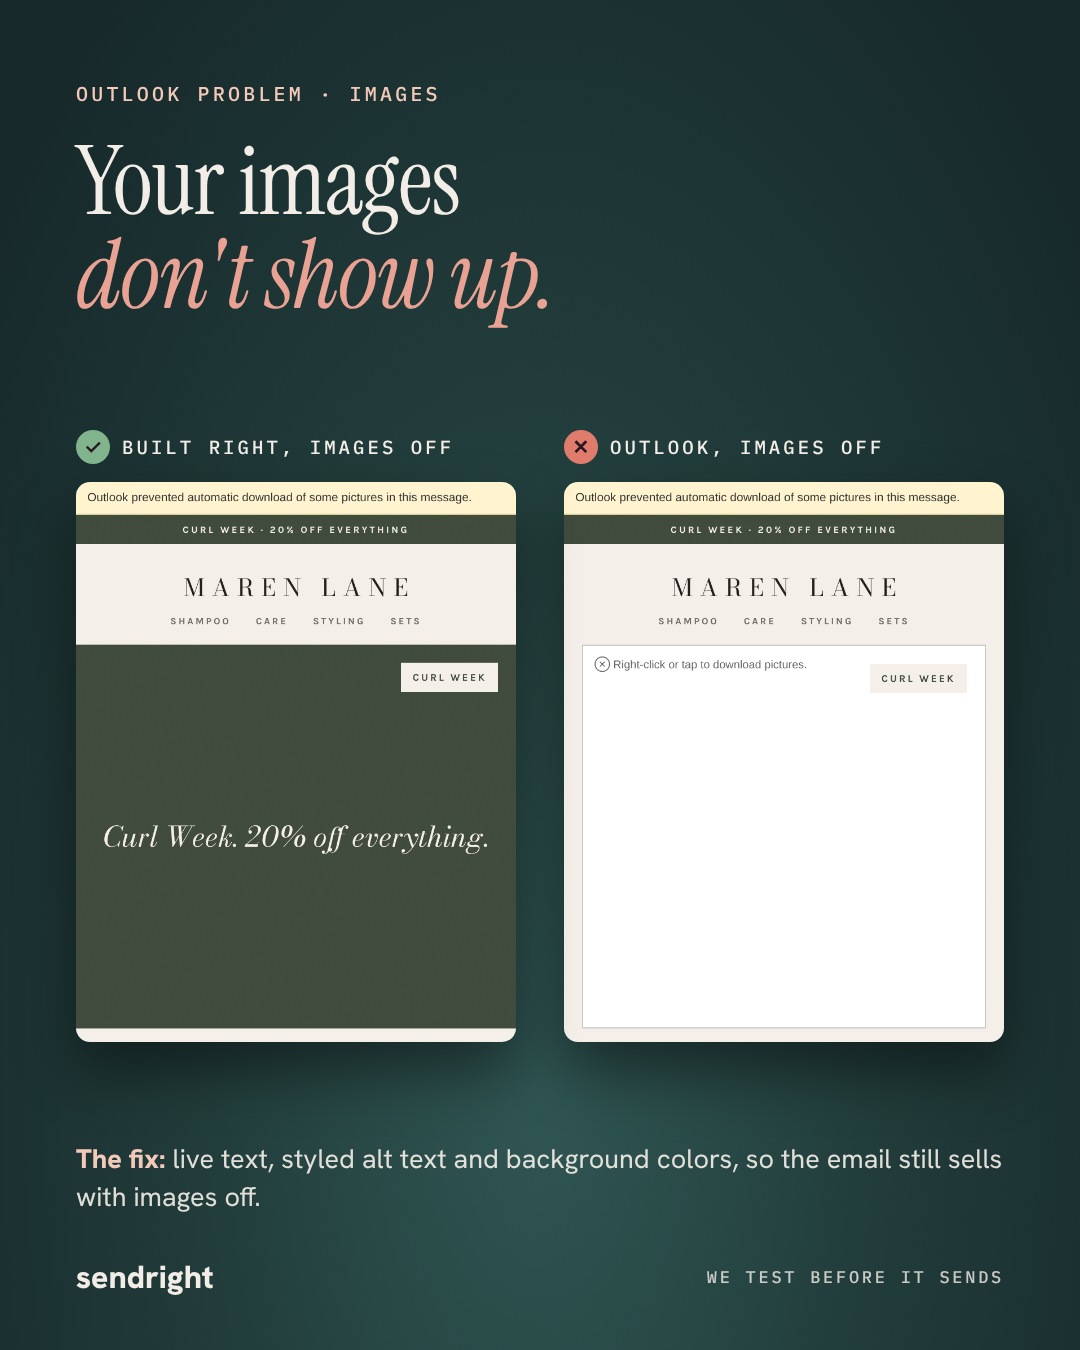 OUTLOOK PROBLEM · IMAGES
Your images
don't show up.
BUILT RIGHT, IMAGES OFF
Outlook prevented automatic download of some pictures in this message.
CURL WEEK · 20% OFF EVERYTHING
MAREN LANE
SHAMPOO CARE STYLING SETS
CURL WEEK
Curl Week. 20% off everything.
OUTLOOK, IMAGES OFF
Outlook prevented automatic download of some pictures in this message.
CURL WEEK · 20% OFF EVERYTHING
MAREN LANE
SHAMPOO CARE STYLING SETS
Right-click or tap to download pictures.
CURL WEEK
The fix: live text, styled alt text and background colors, so the email still sells
with images off.
sendright
WE TEST BEFORE IT SENDS